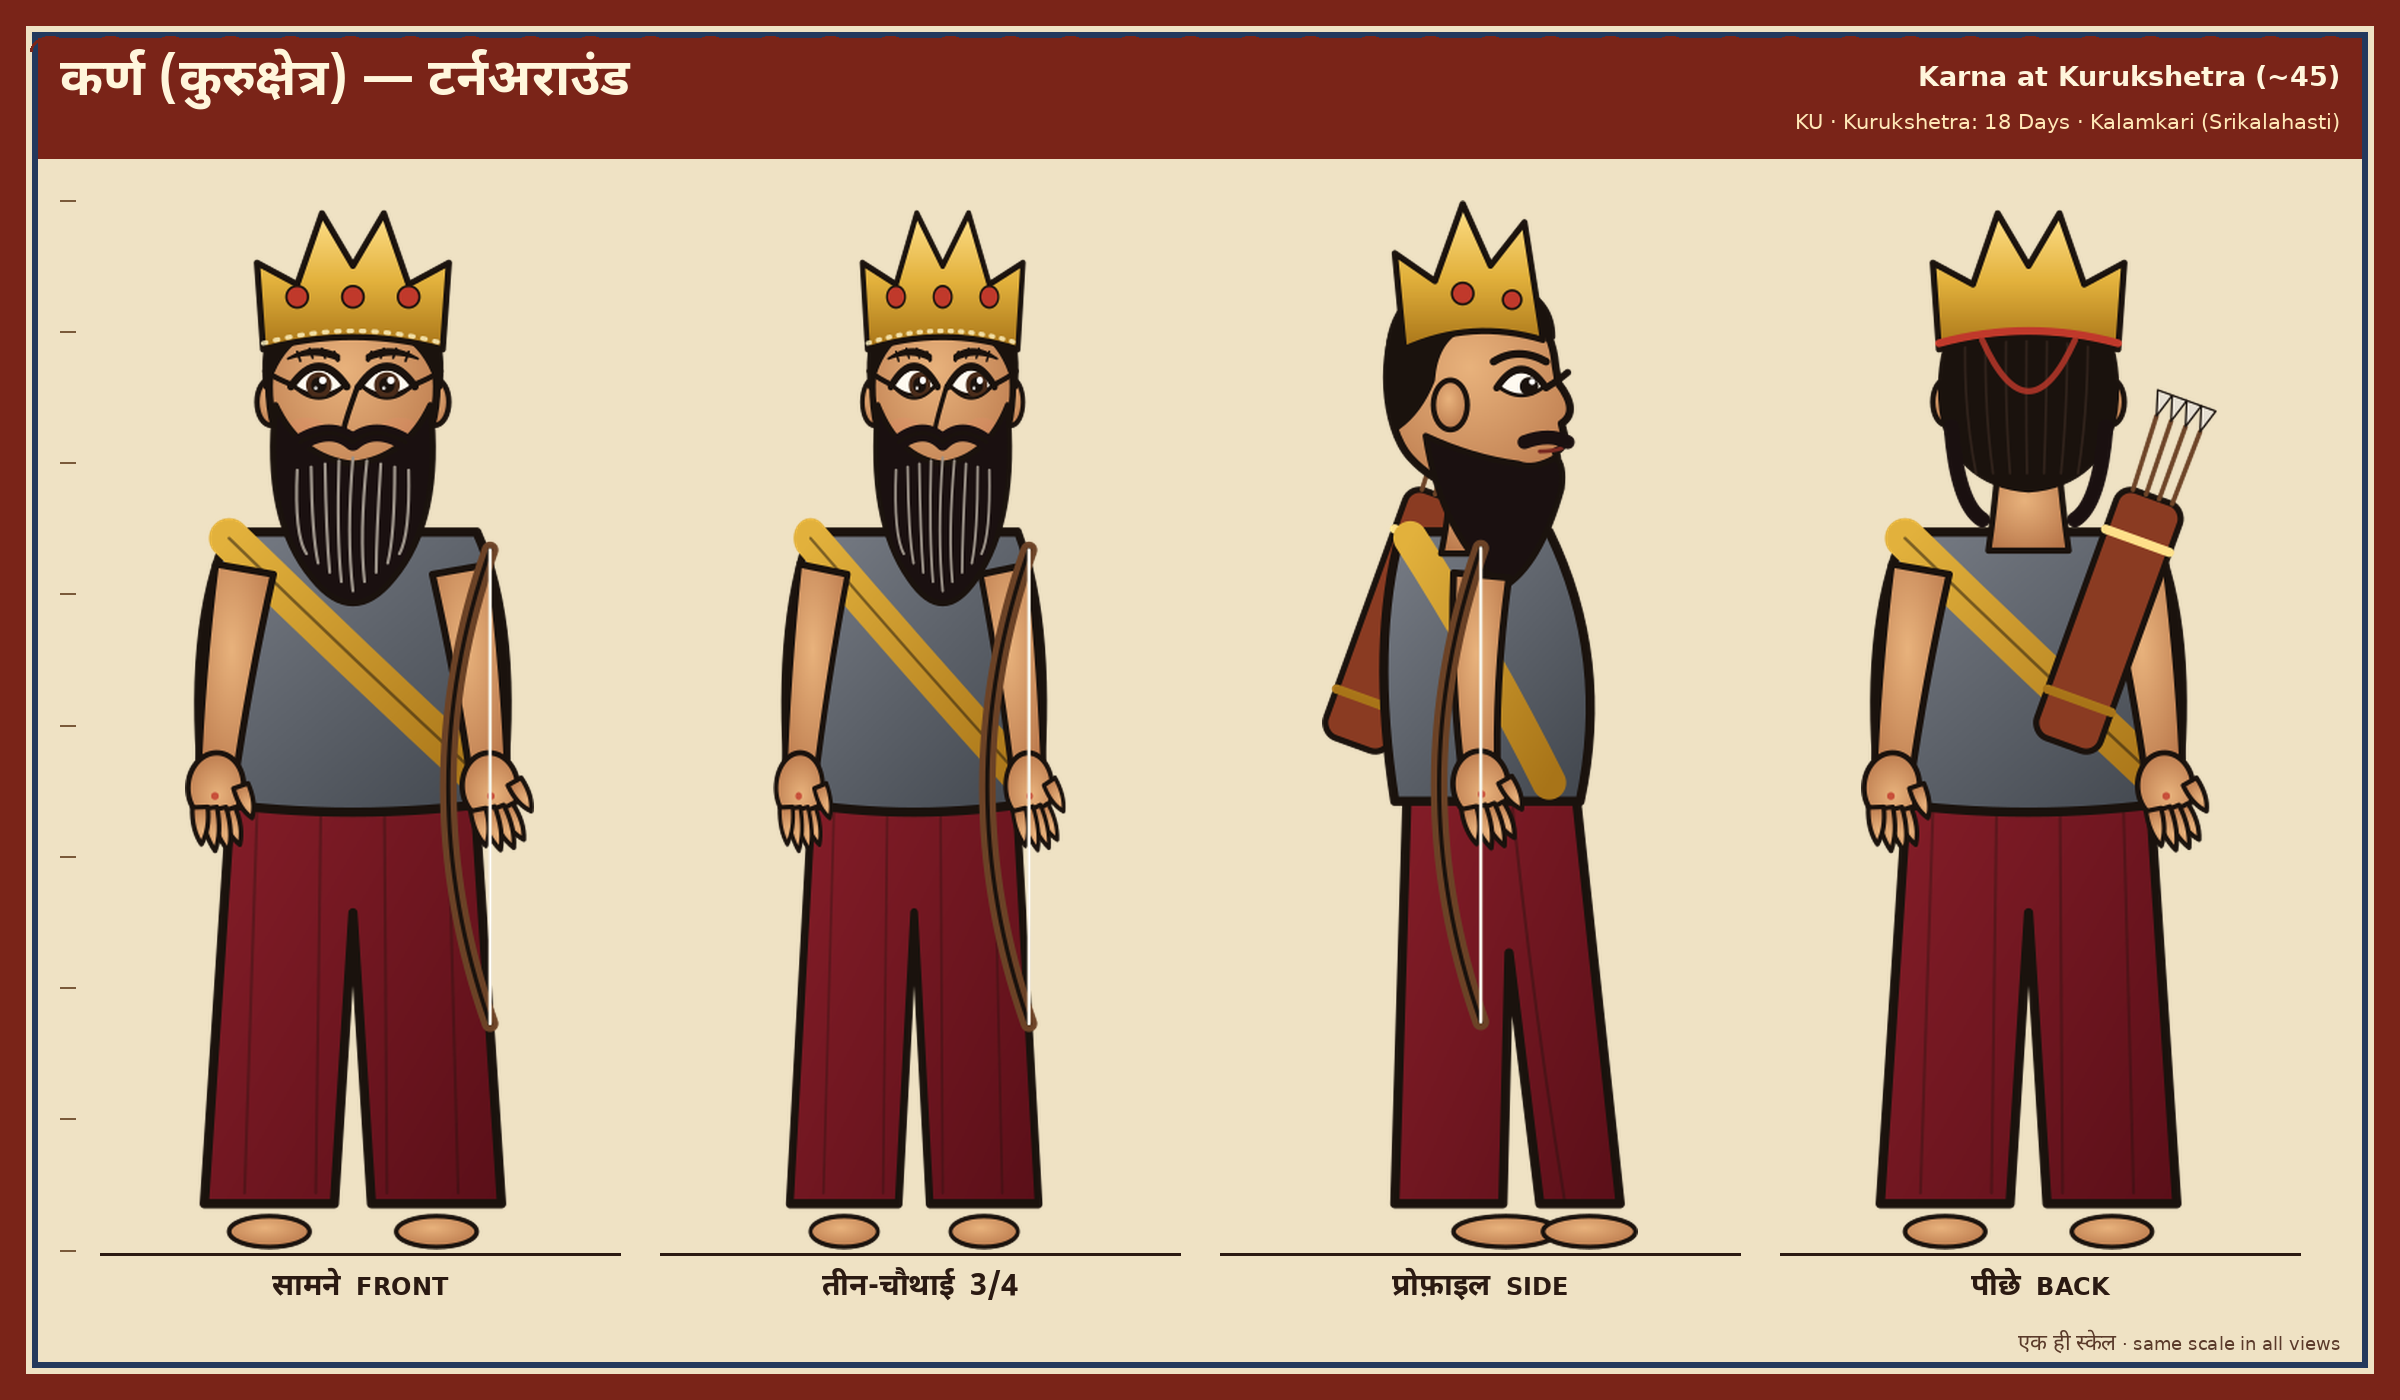 कर्ण (कुरुक्षेत्र) — टर्नअराउंड
Karna at Kurukshetra (~45)
KU · Kurukshetra: 18 Days · Kalamkari (Srikalahasti)
सामने FRONT
तीन-चौथाई 3/4
प्रोफ़ाइल SIDE
पीछे BACK
एक ही स्केल · same scale in all views